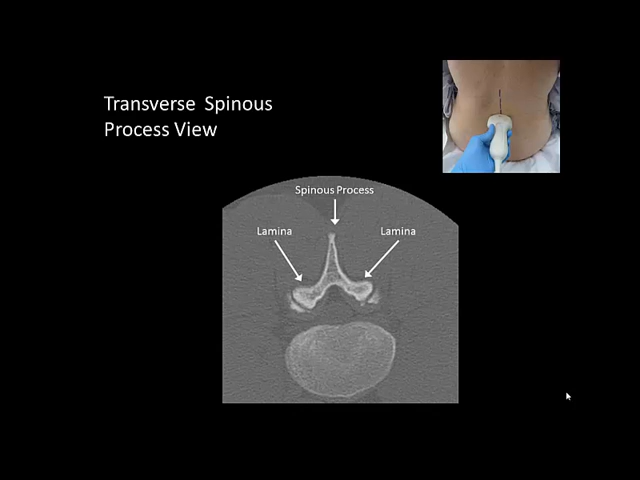 Transverse Spinous
Process View
Spinous Process
Lamina
Lamina